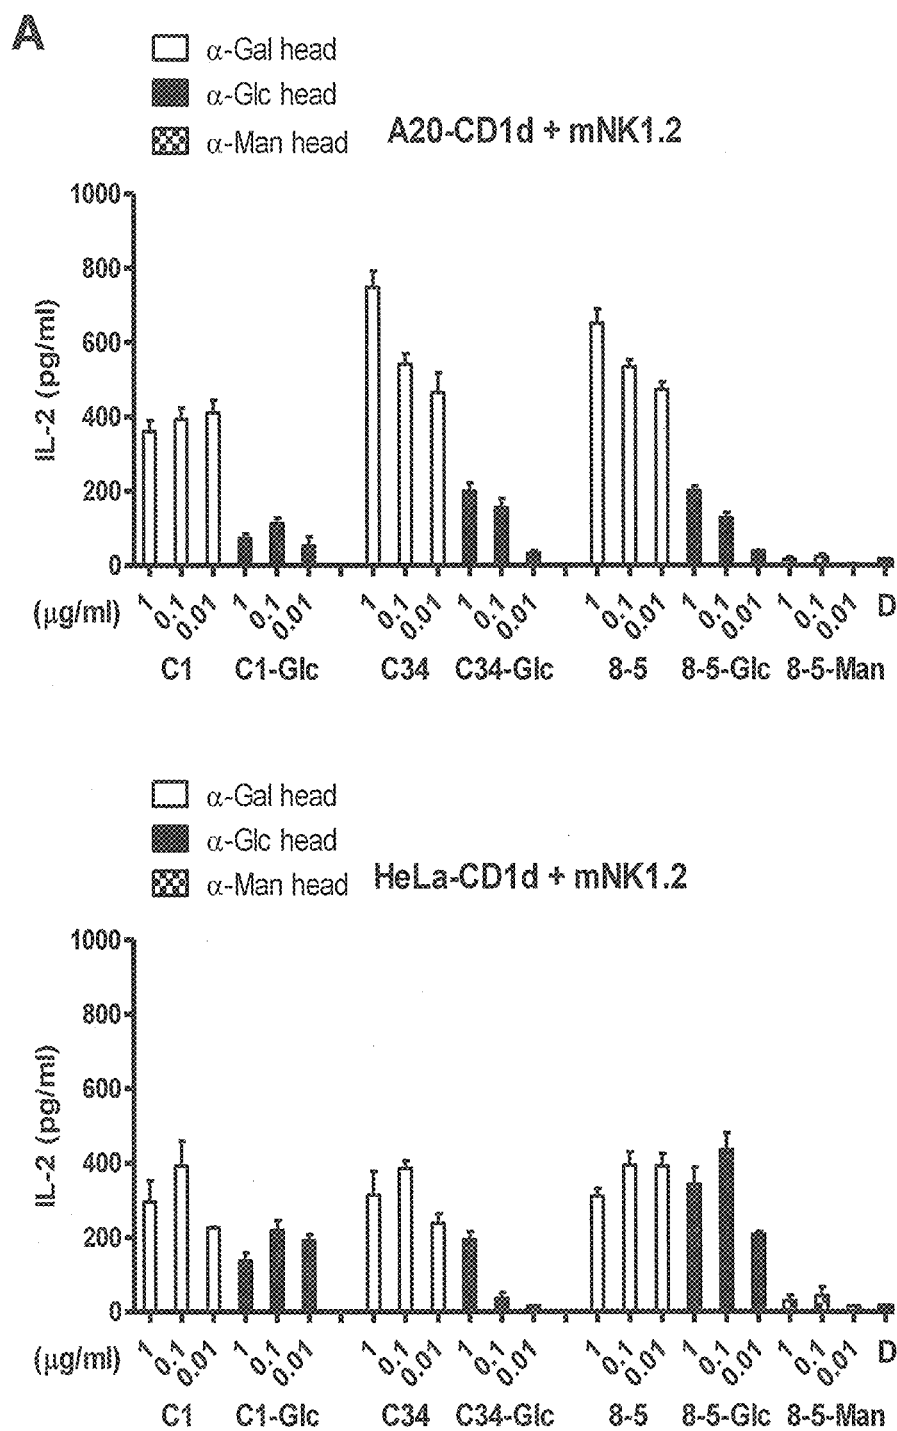 A
α-Gal head
α-Glc head
α-Man head
A20-CD1d + mNK1.2
1000
800
600
400
200
0
IL-2 (pg/ml)
(µg/ml) 1 0.1 0.01 1 0.1 0.01 1 0.1 0.01 1 0.1 0.01 1 0.1 0.01 1 0.1 0.01 1 0.1 0.01 D
C1 C1-Glc C34 C34-Glc 8-5 8-5-Glc 8-5-Man
α-Gal head
α-Glc head
α-Man head
HeLa-CD1d + mNK1.2
1000
800
600
400
200
0
IL-2 (pg/ml)
(µg/ml) 1 0.1 0.01 1 0.1 0.01 1 0.1 0.01 1 0.1 0.01 1 0.1 0.01 1 0.1 0.01 1 0.1 0.01 D
C1 C1-Glc C34 C34-Glc 8-5 8-5-Glc 8-5-Man